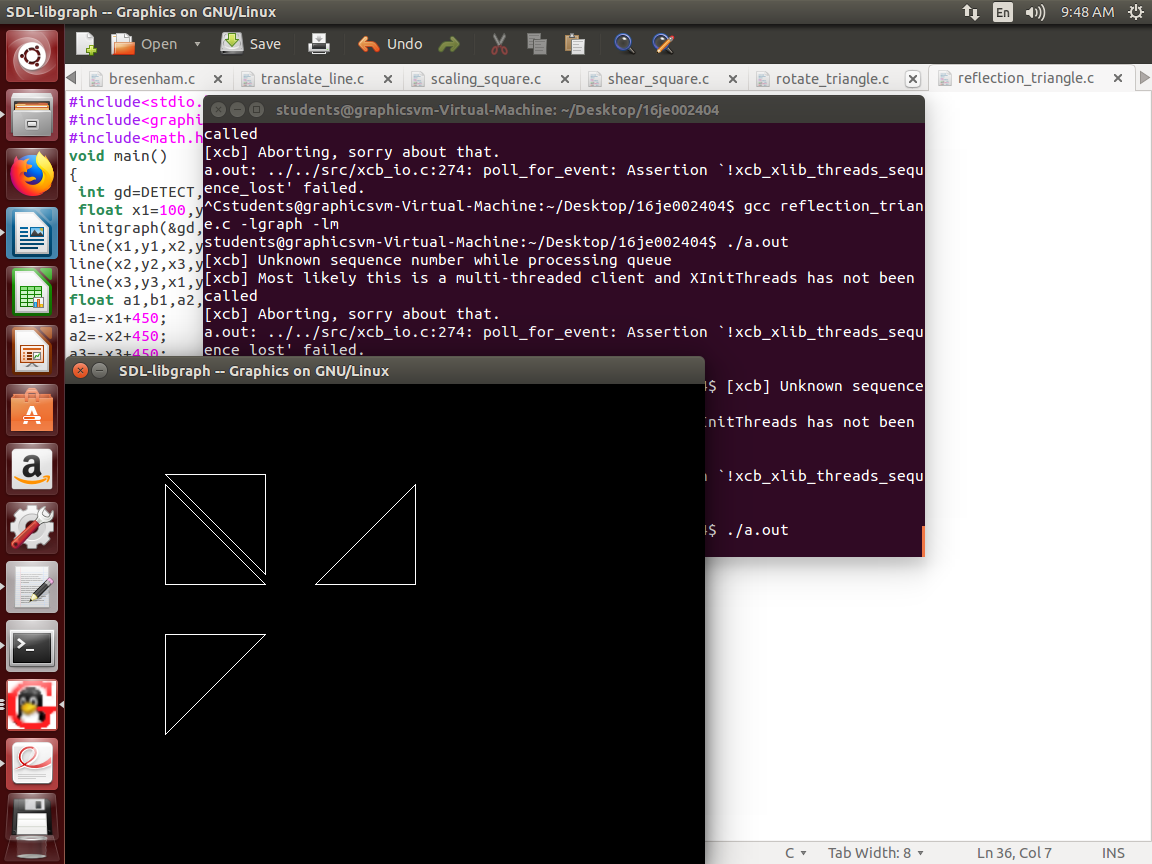 SDL-libgraph -- Graphics on GNU/Linux
En
9:48 AM
Open
Save
Undo
bresenham.c
translate_line.c
scaling_square.c
shear_square.c
rotate_triangle.c
reflection_triangle.c
#include<stdio.
#include<graphi
#include<math.h
void main()
{
int gd=DETECT,
float x1=100,y
initgraph(&gd,
line(x1,y1,x2,y
line(x2,y2,x3,y
line(x3,y3,x1,y
float a1,b1,a2,
a1=-x1+450;
a2=-x2+450;
a3=-x3+450;
students@graphicsvm-Virtual-Machine: ~/Desktop/16je002404
called
[xcb] Aborting, sorry about that.
a.out: ../../src/xcb_io.c:274: poll_for_event: Assertion `!xcb_xlib_threads_sequ
ence_lost' failed.
^Cstudents@graphicsvm-Virtual-Machine:~/Desktop/16je002404$ gcc reflection_trian
e.c -lgraph -lm
students@graphicsvm-Virtual-Machine:~/Desktop/16je002404$ ./a.out
[xcb] Unknown sequence number while processing queue
[xcb] Most likely this is a multi-threaded client and XInitThreads has not been
called
[xcb] Aborting, sorry about that.
a.out: ../../src/xcb_io.c:274: poll_for_event: Assertion `!xcb_xlib_threads_sequ
ence_lost' failed.
$ [xcb] Unknown sequence
InitThreads has not been
`!xcb_xlib_threads_sequ
4$ ./a.out
SDL-libgraph -- Graphics on GNU/Linux
C
Tab Width: 8
Ln 36, Col 7
INS